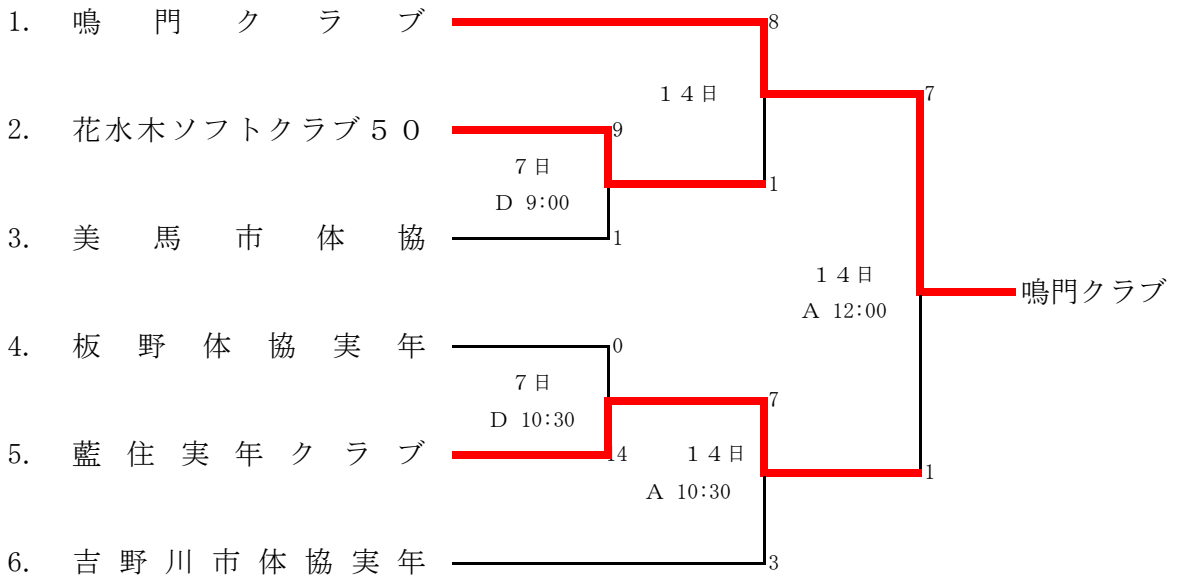 1. 鳴門クラブ
8
14日
7
2. 花水木ソフトクラブ50
9
7日
D 9:00
1
3. 美馬市体協
1
14日
A 12:00
鳴門クラブ
4. 板野体協実年
0
7日
D 10:30
7
5. 藍住実年クラブ
14
14日
A 10:30
1
6. 吉野川市体協実年
3